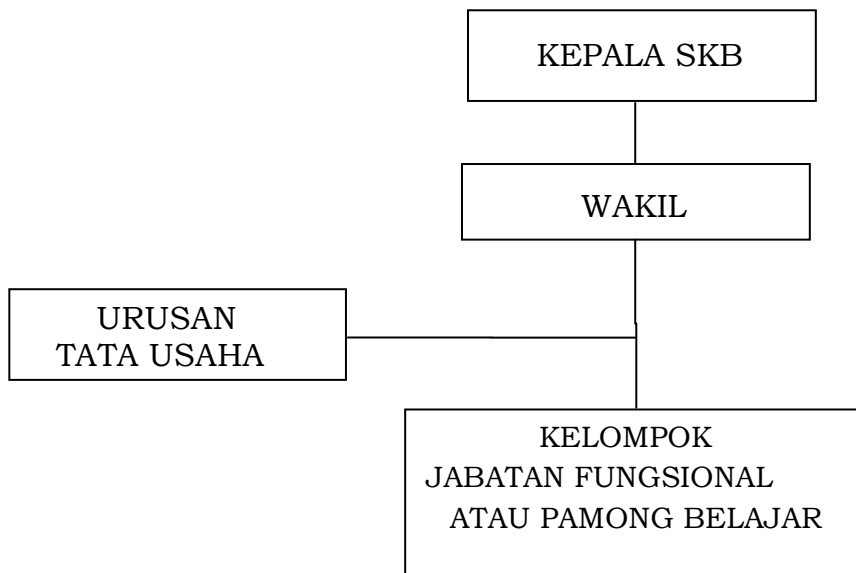 KEPALA SKB
WAKIL
URUSAN
TATA USAHA
KELOMPOK
JABATAN FUNGSIONAL
ATAU PAMONG BELAJAR